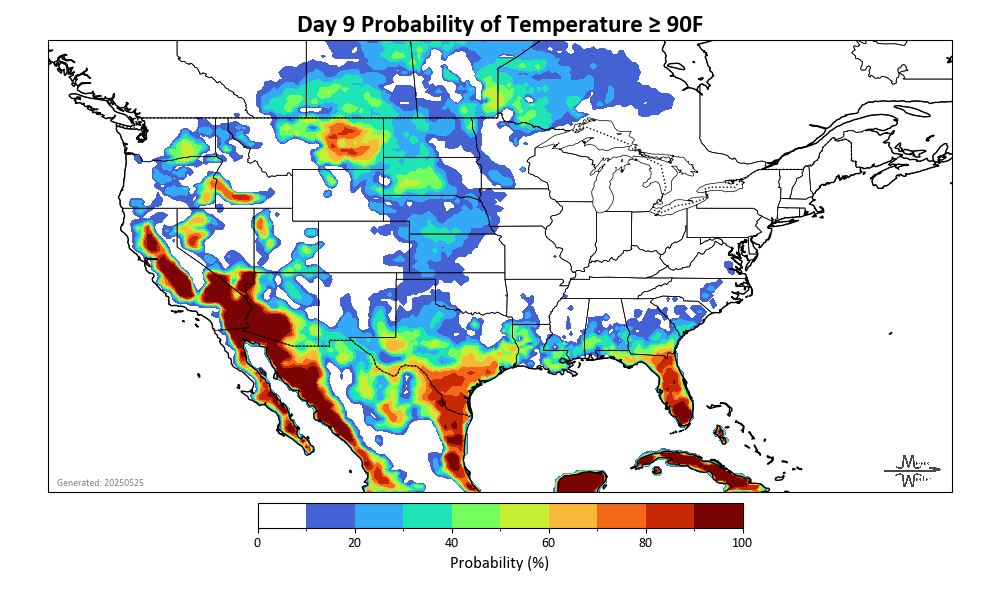 Day 9 Probability of Temperature ≥ 90F
Generated: 20250525
0 20 40 60 80 100
Probability (%)